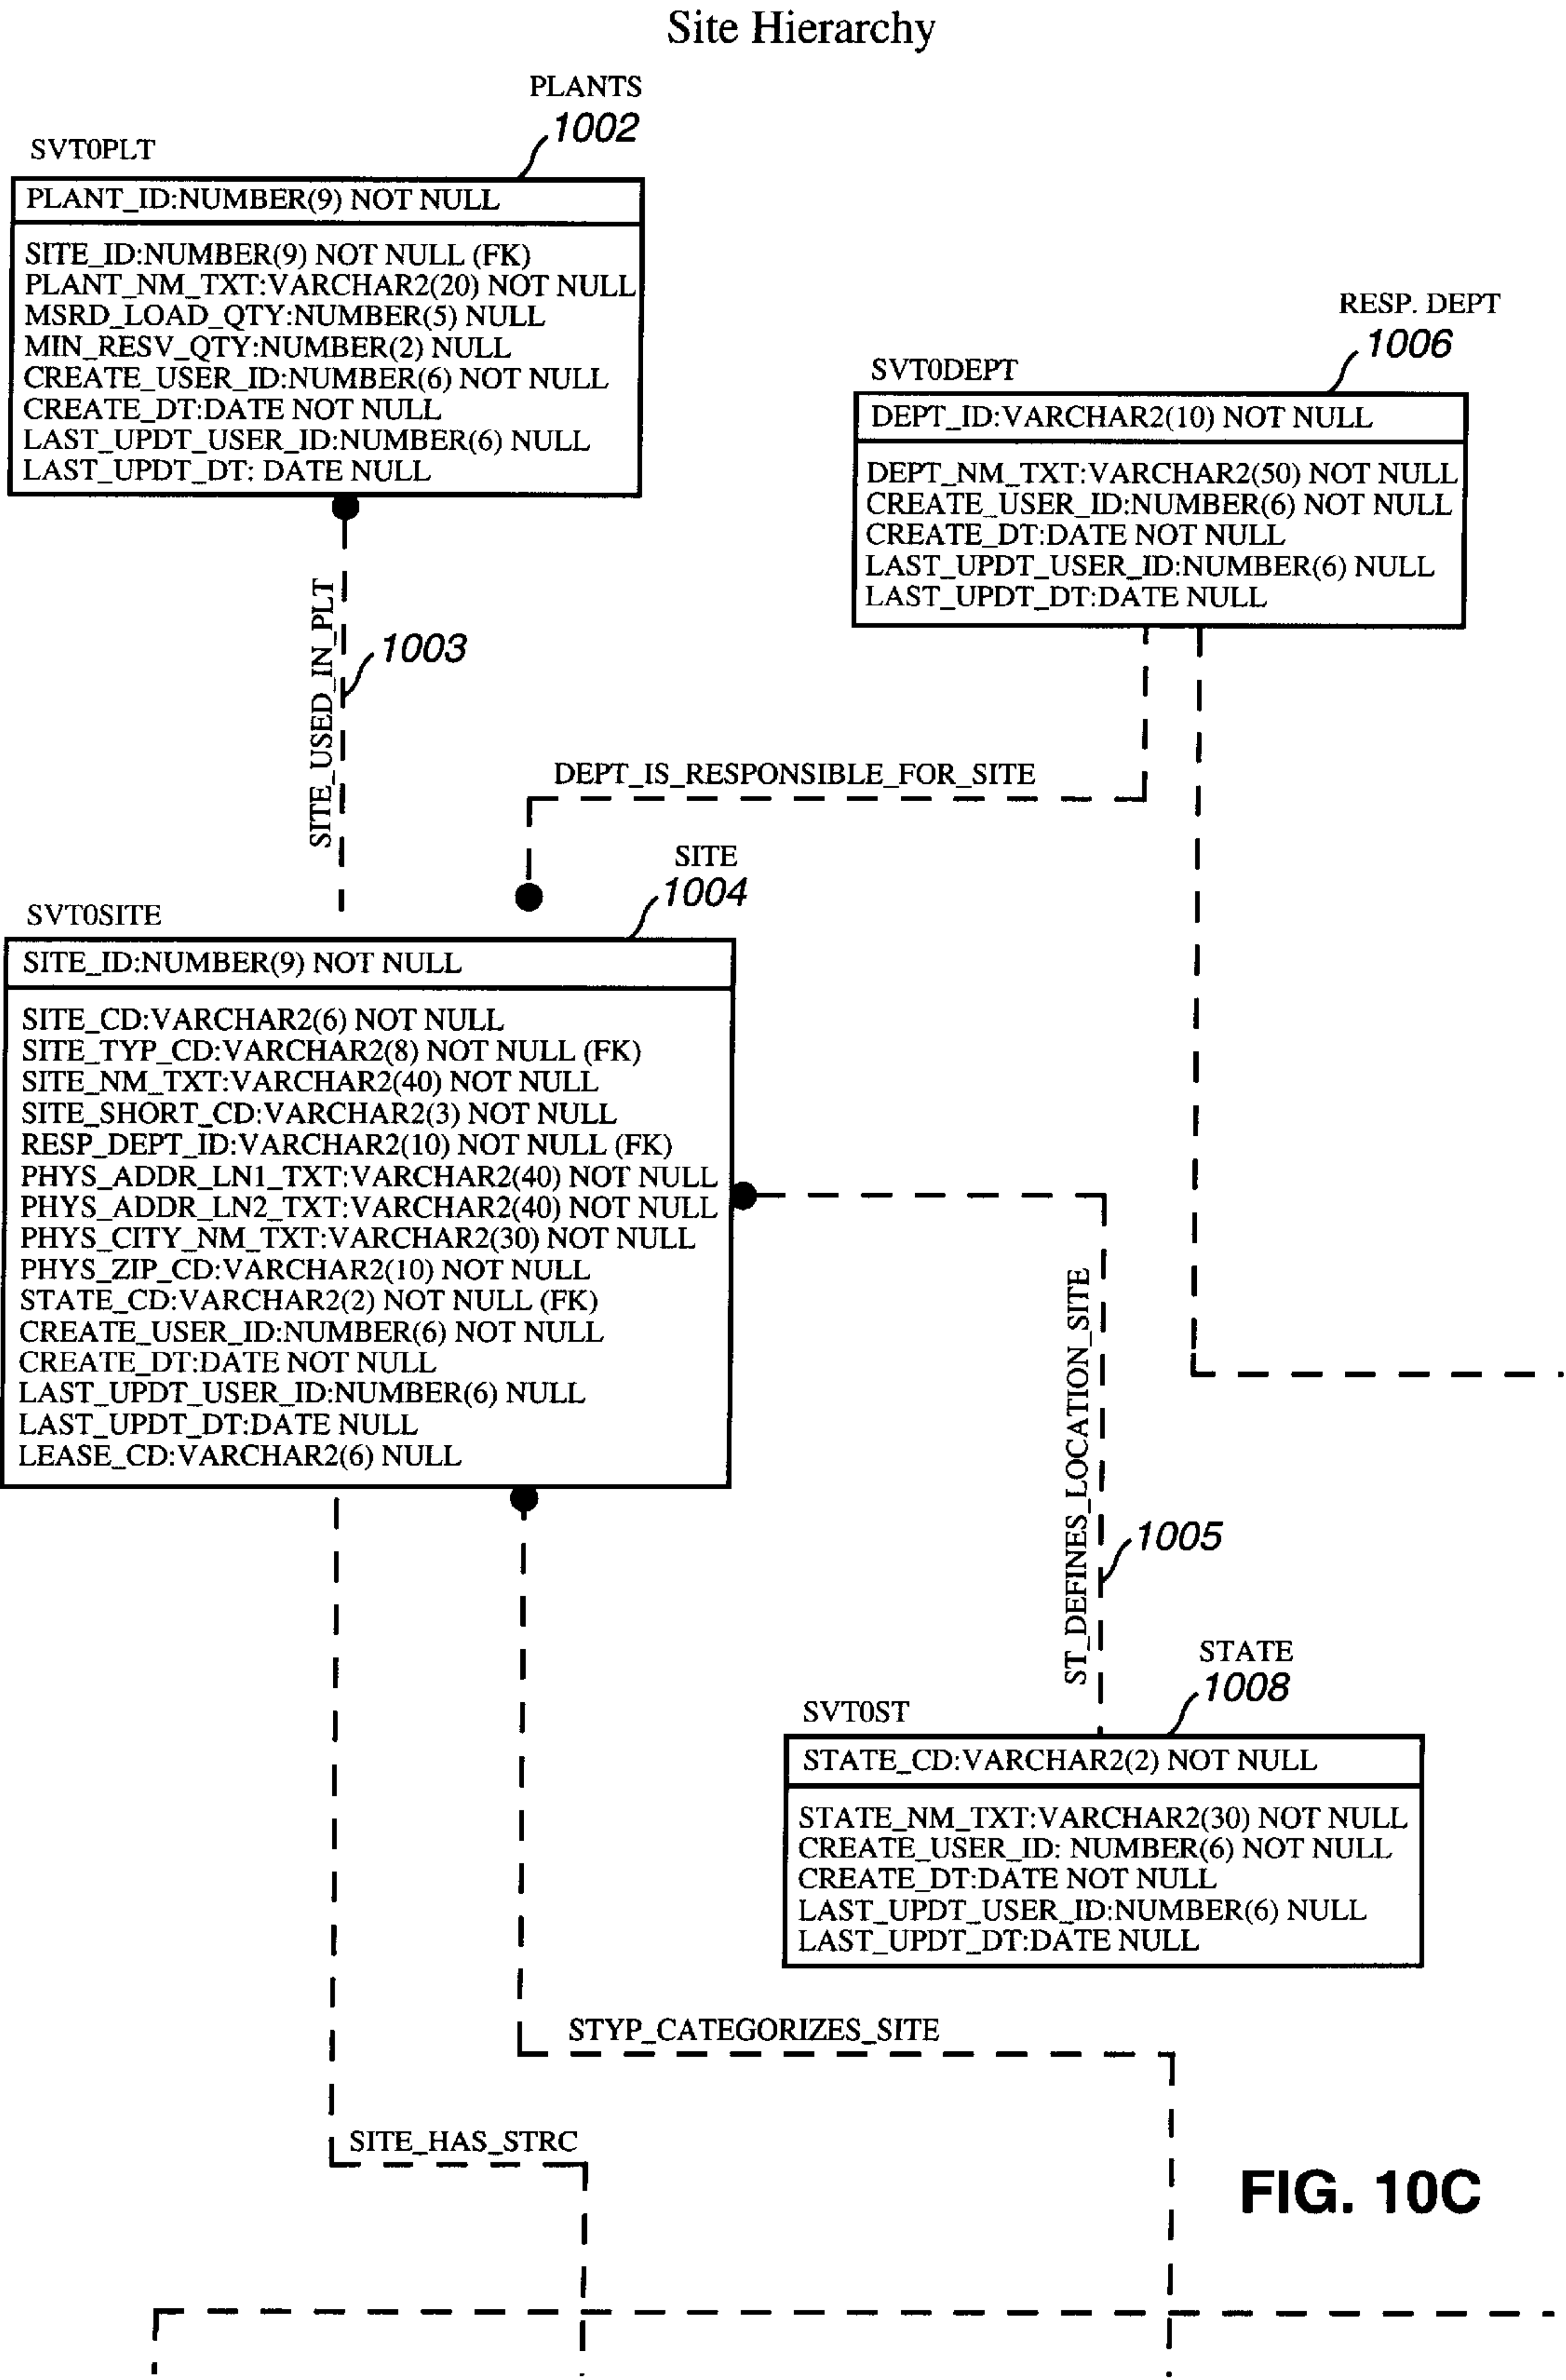 Site Hierarchy
PLANTS
1002
SVT0PLT
PLANT_ID:NUMBER(9) NOT NULL
SITE_ID:NUMBER(9) NOT NULL (FK)
PLANT_NM_TXT:VARCHAR2(20) NOT NULL
MSRD_LOAD_QTY:NUMBER(5) NULL
MIN_RESV_QTY:NUMBER(2) NULL
CREATE_USER_ID:NUMBER(6) NOT NULL
CREATE_DT:DATE NOT NULL
LAST_UPDT_USER_ID:NUMBER(6) NULL
LAST_UPDT_DT: DATE NULL
RESP. DEPT
1006
SVT0DEPT
DEPT_ID:VARCHAR2(10) NOT NULL
DEPT_NM_TXT:VARCHAR2(50) NOT NULL
CREATE_USER_ID:NUMBER(6) NOT NULL
CREATE_DT:DATE NOT NULL
LAST_UPDT_USER_ID:NUMBER(6) NULL
LAST_UPDT_DT:DATE NULL
SITE_USED_IN_PLT
1003
DEPT_IS_RESPONSIBLE_FOR_SITE
SITE
1004
SVT0SITE
SITE_ID:NUMBER(9) NOT NULL
SITE_CD:VARCHAR2(6) NOT NULL
SITE_TYP_CD:VARCHAR2(8) NOT NULL (FK)
SITE_NM_TXT:VARCHAR2(40) NOT NULL
SITE_SHORT_CD:VARCHAR2(3) NOT NULL
RESP_DEPT_ID:VARCHAR2(10) NOT NULL (FK)
PHYS_ADDR_LN1_TXT:VARCHAR2(40) NOT NULL
PHYS_ADDR_LN2_TXT:VARCHAR2(40) NOT NULL
PHYS_CITY_NM_TXT:VARCHAR2(30) NOT NULL
PHYS_ZIP_CD:VARCHAR2(10) NOT NULL
STATE_CD:VARCHAR2(2) NOT NULL (FK)
CREATE_USER_ID:NUMBER(6) NOT NULL
CREATE_DT:DATE NOT NULL
LAST_UPDT_USER_ID:NUMBER(6) NULL
LAST_UPDT_DT:DATE NULL
LEASE_CD:VARCHAR2(6) NULL
ST_DEFINES_LOCATION_SITE
1005
STATE
1008
SVT0ST
STATE_CD:VARCHAR2(2) NOT NULL
STATE_NM_TXT:VARCHAR2(30) NOT NULL
CREATE_USER_ID: NUMBER(6) NOT NULL
CREATE_DT:DATE NOT NULL
LAST_UPDT_USER_ID:NUMBER(6) NULL
LAST_UPDT_DT:DATE NULL
STYP_CATEGORIZES_SITE
SITE_HAS_STRC
FIG. 10C